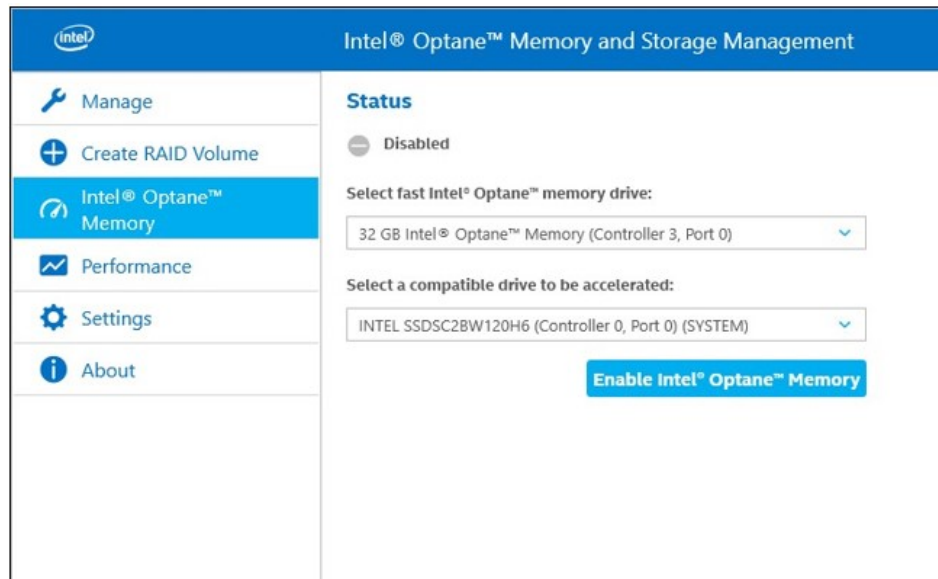 intel
Intel® Optane™ Memory and Storage Management
Manage
Create RAID Volume
Intel® Optane™
Memory
Performance
Settings
About
Status
Disabled
Select fast Intel® Optane™ memory drive:
32 GB Intel® Optane™ Memory (Controller 3, Port 0)
Select a compatible drive to be accelerated:
INTEL SSDSC2BW120H6 (Controller 0, Port 0) (SYSTEM)
Enable Intel® Optane™ Memory